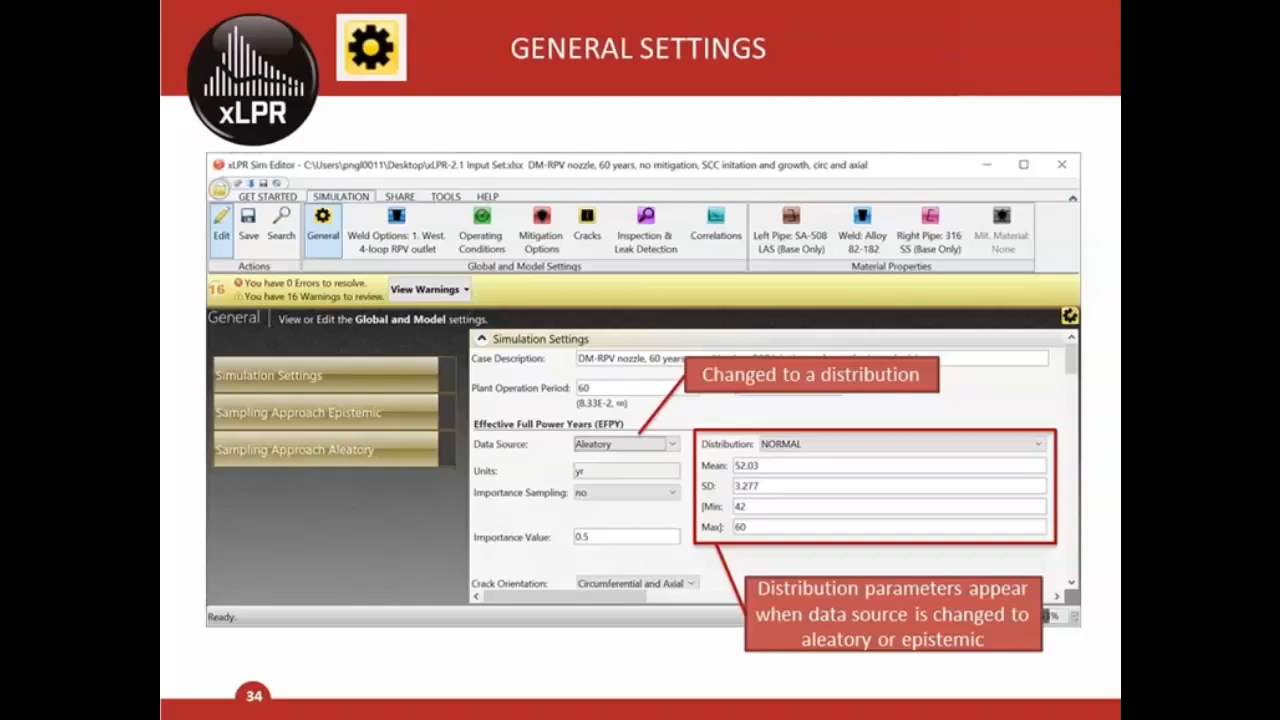 xLPR
GENERAL SETTINGS
xLPR Sim Editor - C:\Users\pngl0011\Desktop\xLPR-2.1 Input Set.xlsx DM-RPV nozzle, 60 years, no mitigation, SCC initation and growth, circ and axial
GET STARTED SIMULATION SHARE TOOLS HELP
Edit Save Search General Weld Options: 1. West. 4-loop RPV outlet Operating Conditions Mitigation Options Cracks Inspection & Leak Detection Correlations Left Pipe: SA-508 LAS (Base Only) Weld: Alloy 82-182 Right Pipe: 316 SS (Base Only) Mit. Material: None
Actions Global and Model Settings Material Properties
16 You have 0 Errors to resolve.
You have 16 Warnings to review. View Warnings
General View or Edit the Global and Model settings.
Simulation Settings
Sampling Approach Epistemic
Sampling Approach Aleatory
Simulation Settings
Case Description: DM-RPV nozzle, 60 years
Changed to a distribution
Plant Operation Period: 60
(8.33E-2, ∞)
Effective Full Power Years (EFPY)
Data Source: Aleatory
Units: yr
Importance Sampling: no
Importance Value: 0.5
Crack Orientation: Circumferential and Axial
Distribution: NORMAL
Mean: 52.03
SD: 3.277
[Min: 42
Max]: 60
Distribution parameters appear
when data source is changed to
aleatory or epistemic
Ready. %
34